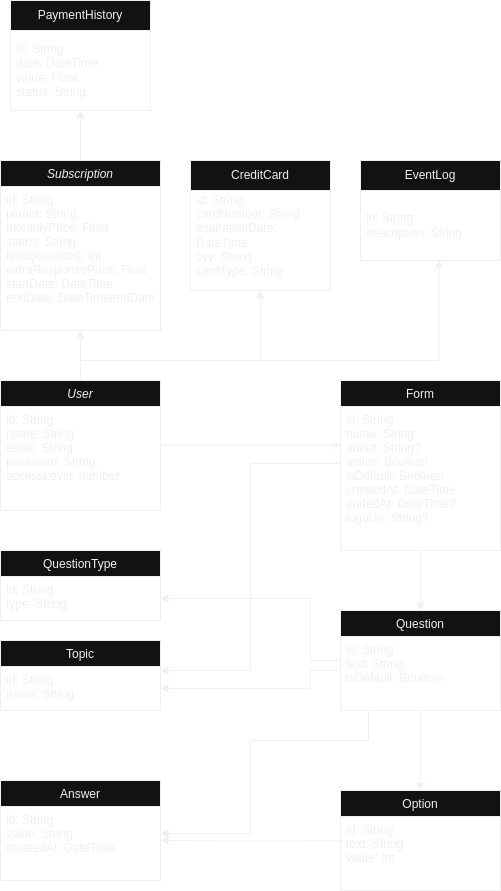 PaymentHistory
id: String
date: DateTime
value: Float
status: String
Subscription
id: String
planId: String
monthlyPrice: Float
status: String
limitQuestions: Int
extraResponsePrice: Float
startDate: DateTime
endDate: DateTimeendDate
CreditCard
id: String
cardNumber: String
expirationDate:
DateTime
cvv: String
cardType: String
EventLog
id: String
description: String
User
id: String
name: String
email: String
password: String
accessLevel: number
Form
id: String
name: String
about: String?
active: Boolean
isDefault: Boolean
createdAt: DateTime
endedAt: DateTime?
logoUrl: String?
QuestionType
id: String
type: String
Topic
id: String
name: String
Question
id: String
text: String
isDefault: Boolean
Answer
id: String
value: String
createdAt: DateTime
Option
id: String
text: String
value: Int